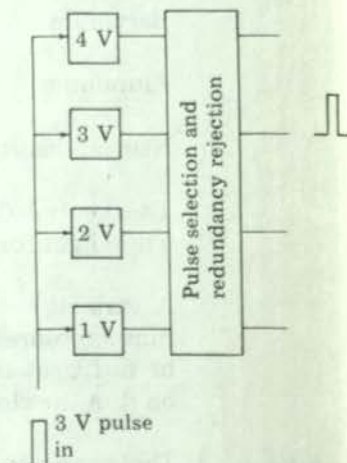 4 V
3 V
2 V
1 V
Pulse selection and
redundancy rejection
3 V pulse
in